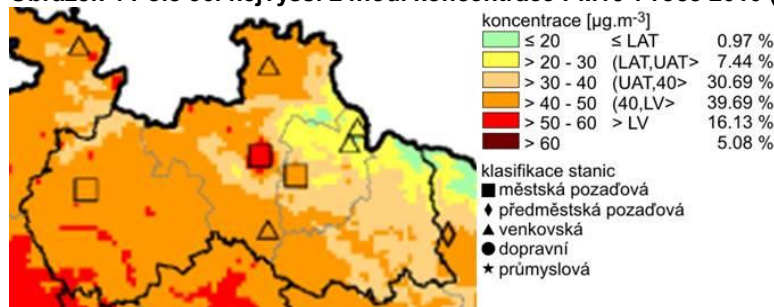 koncentrace [µg.m-3]
≤ 20 ≤ LAT 0.97 %
> 20 - 30 (LAT,UAT> 7.44 %
> 30 - 40 (UAT,40> 30.69 %
> 40 - 50 (40,LV> 39.69 %
> 50 - 60 > LV 16.13 %
> 60 5.08 %
klasifikace stanic
městská pozaďová
předměstská pozaďová
venkovská
dopravní
průmyslová